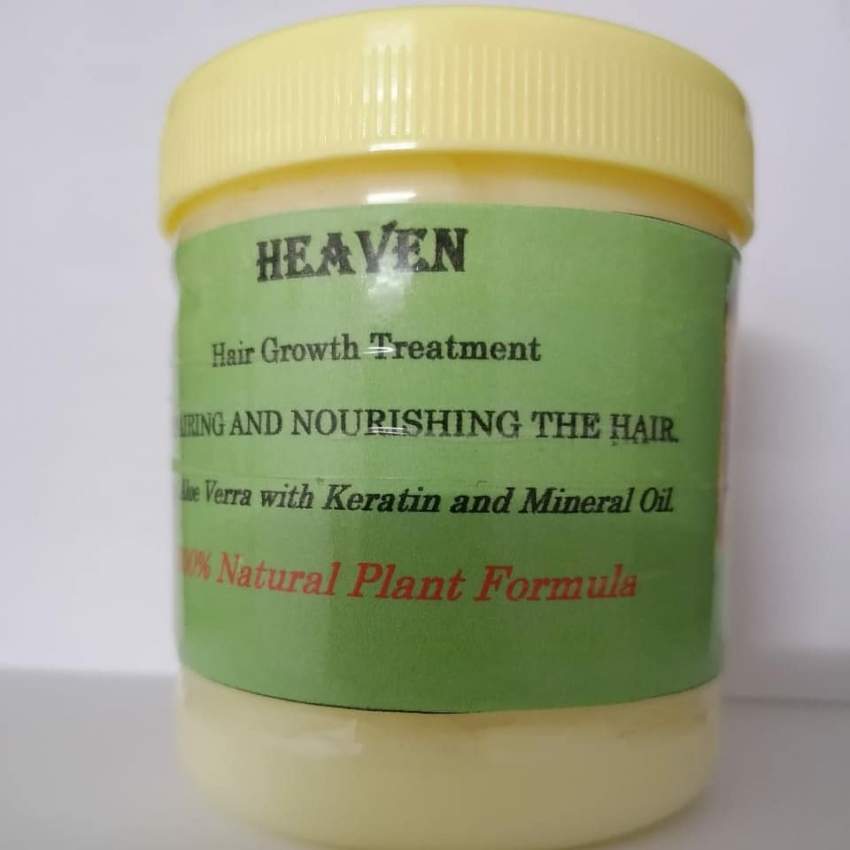 HEAVEN
Hair Growth Treatment
AIRING AND NOURISHING THE HAIR.
Aloe Verra with Keratin and Mineral Oil.
00% Natural Plant Formula